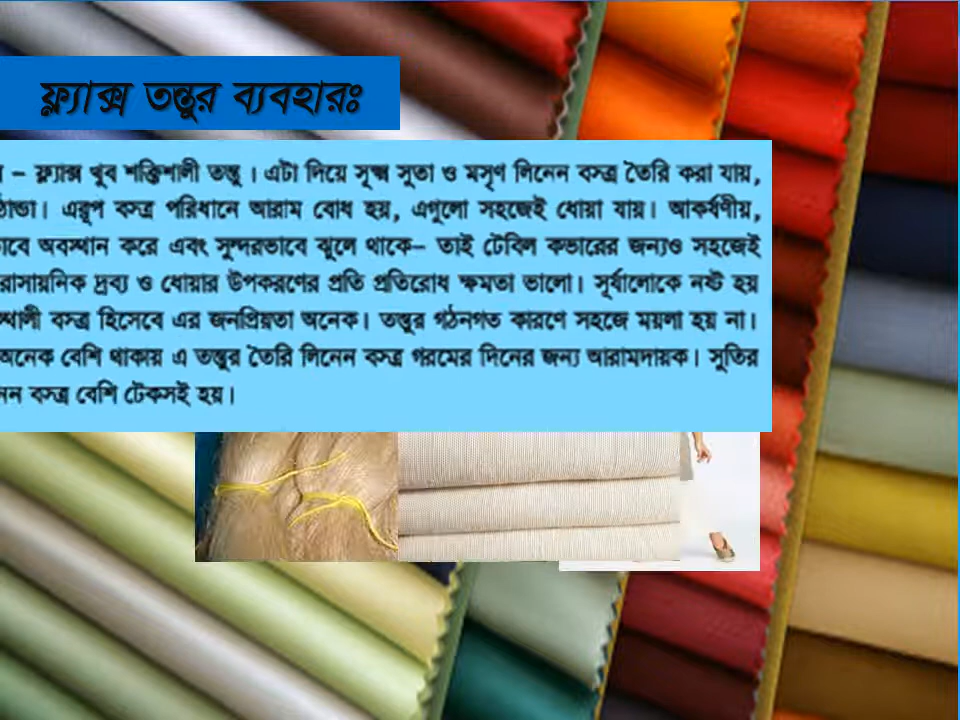 ফ্ল্যাক্স তন্তুর ব্যবহারঃ
– ফ্ল্যাক্স খুব শক্তিশালী তন্তু । এটা দিয়ে সূক্ষ্ম সুতা ও মসৃণ লিনেন বস্ত্র তৈরি করা যায়,
এরূপ বস্ত্র পরিধানে আরাম বোধ হয়, এগুলো সহজেই ধোয়া যায়। আকর্ষণীয়,
অবস্থান করে এবং সুন্দরভাবে ঝুলে থাকে– তাই টেবিল কভারের জন্যও সহজেই
রাসায়নিক দ্রব্য ও ধোয়ার উপকরণের প্রতি প্রতিরোধ ক্ষমতা ভালো। সূর্যালোকে নষ্ট হয়
বস্ত্র হিসেবে এর জনপ্রিয়তা অনেক। তন্তুর গঠনগত কারণে সহজে ময়লা হয় না।
অনেক বেশি থাকায় এ তন্তুর তৈরি লিনেন বস্ত্র গরমের দিনের জন্য আরামদায়ক। সুতির
বস্ত্র বেশি টেকসই হয়।